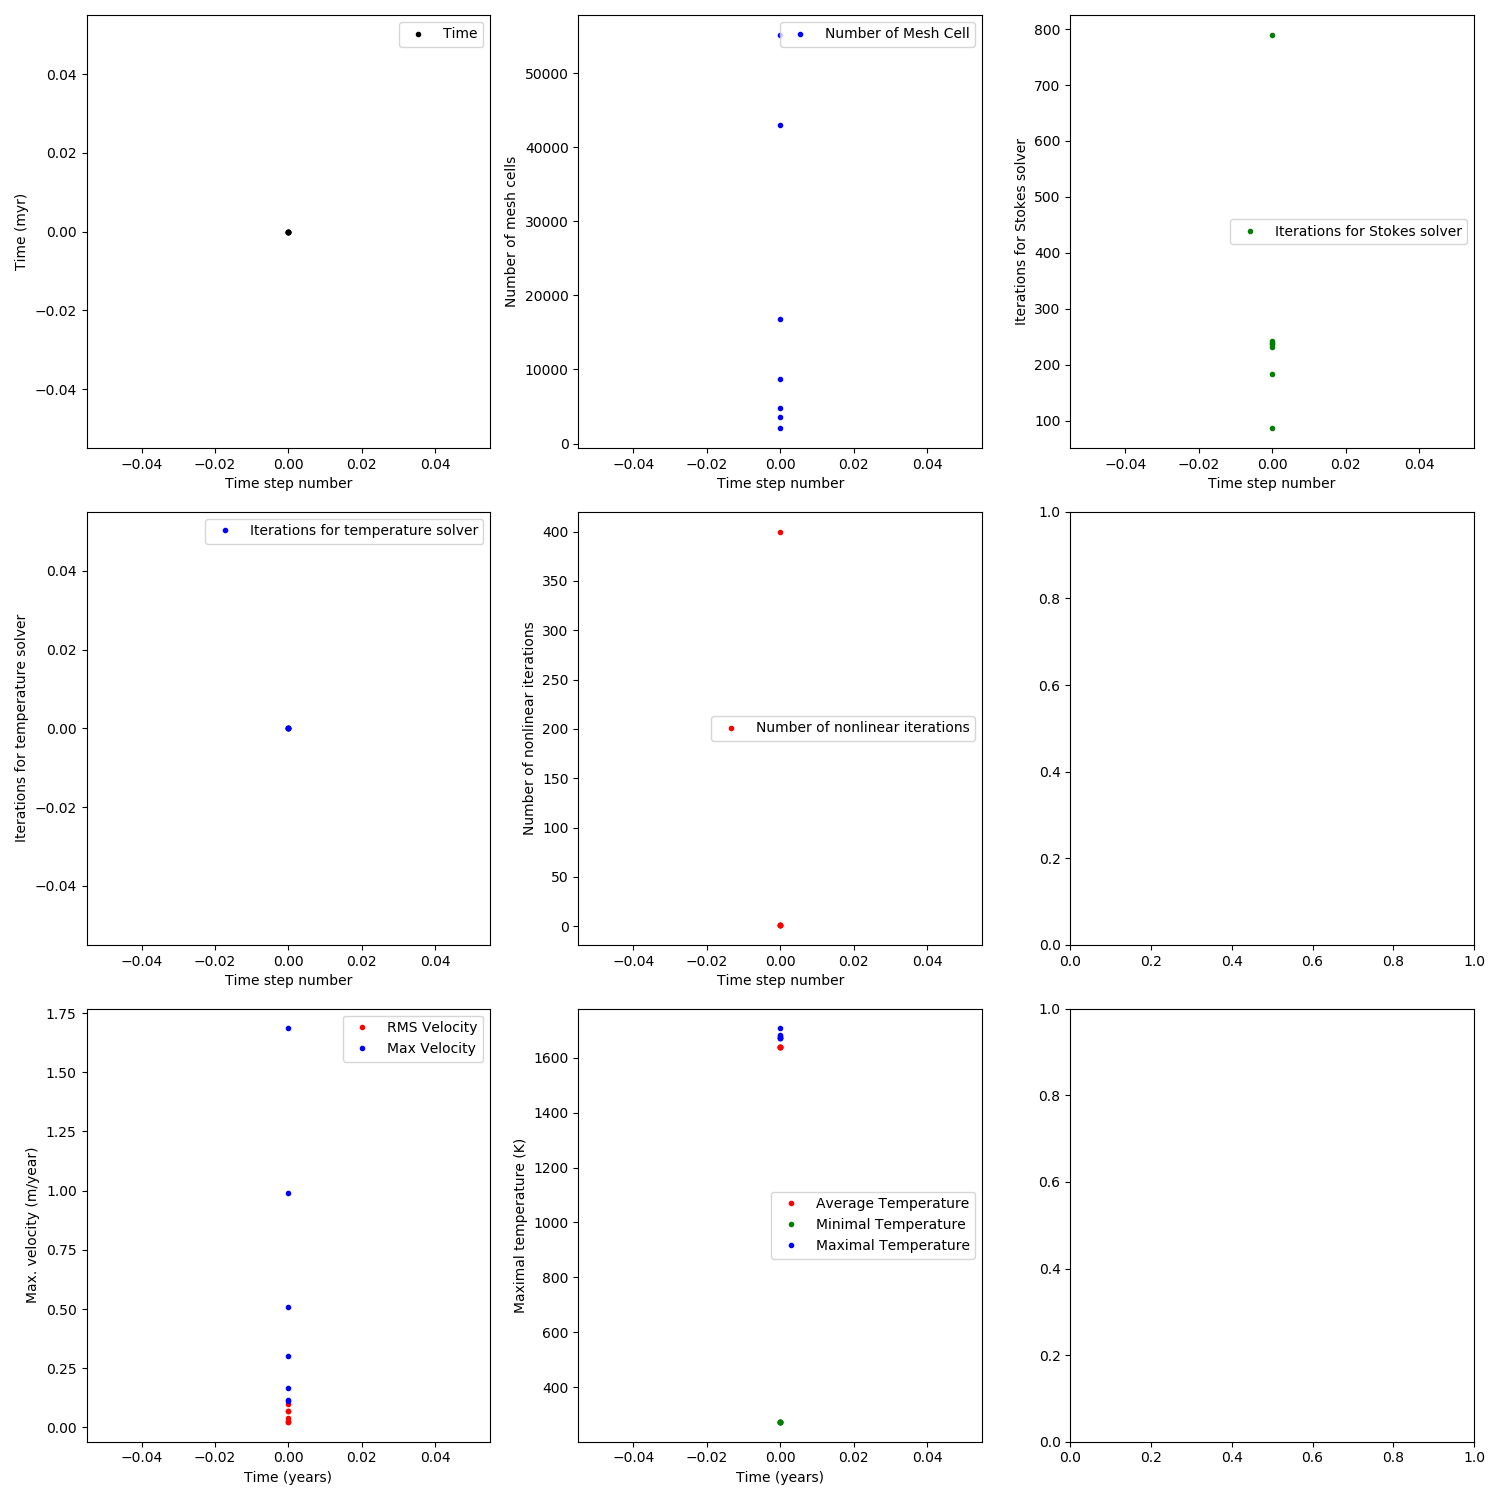 Time
0.04
0.02
0.00
−0.02
−0.04
Time (myr)
−0.04 −0.02 0.00 0.02 0.04
Time step number
Number of Mesh Cell
50000
40000
30000
20000
10000
0
Number of mesh cells
−0.04 −0.02 0.00 0.02 0.04
Time step number
800
700
600
500
400
300
200
100
Iterations for Stokes solver
Iterations for Stokes solver
−0.04 −0.02 0.00 0.02 0.04
Time step number
Iterations for temperature solver
0.04
0.02
0.00
−0.02
−0.04
Iterations for temperature solver
−0.04 −0.02 0.00 0.02 0.04
Time step number
400
350
300
250
200
150
100
50
0
Number of nonlinear iterations
Number of nonlinear iterations
−0.04 −0.02 0.00 0.02 0.04
Time step number
1.0
0.8
0.6
0.4
0.2
0.0
0.0 0.2 0.4 0.6 0.8 1.0
RMS Velocity
Max Velocity
1.75
1.50
1.25
1.00
0.75
0.50
0.25
0.00
Max. velocity (m/year)
−0.04 −0.02 0.00 0.02 0.04
Time (years)
1600
1400
1200
1000
800
600
400
Maximal temperature (K)
Average Temperature
Minimal Temperature
Maximal Temperature
−0.04 −0.02 0.00 0.02 0.04
Time (years)
1.0
0.8
0.6
0.4
0.2
0.0
0.0 0.2 0.4 0.6 0.8 1.0